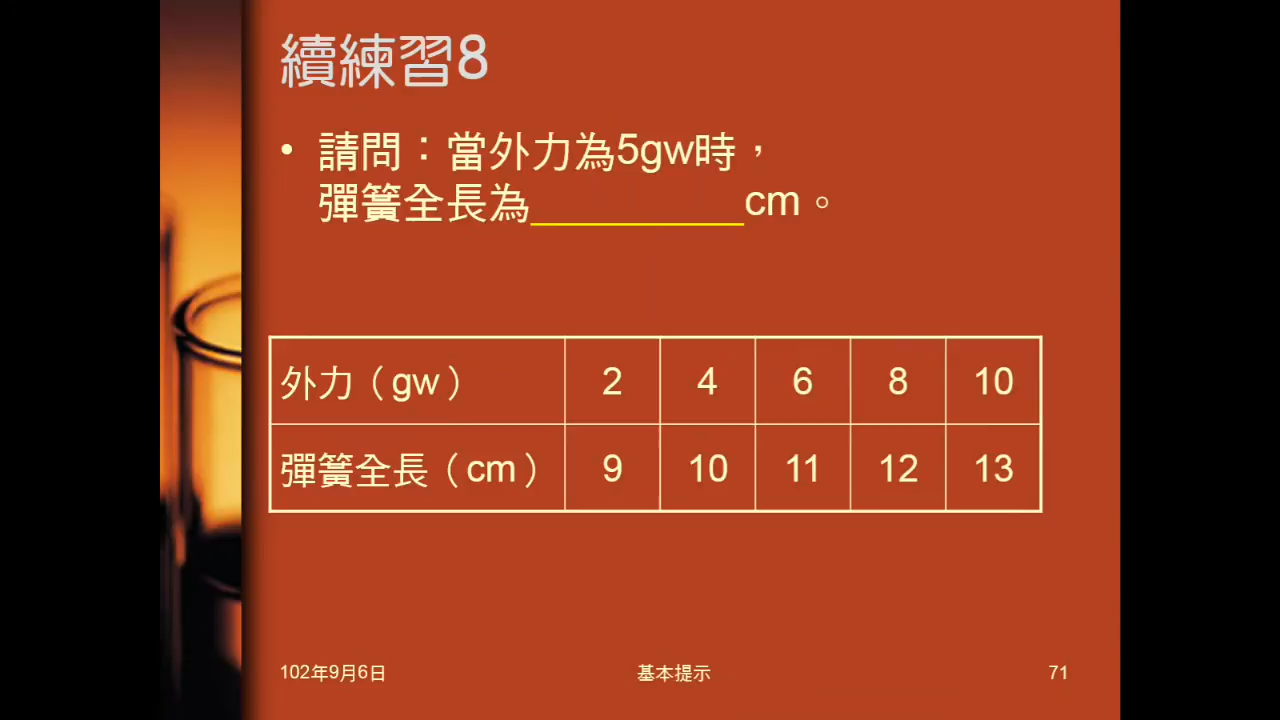 續練習8
• 請問：當外力為5gw時，
彈簧全長為_________cm。
外力（gw） 2 4 6 8 10
彈簧全長（cm） 9 10 11 12 13
102年9月6日 基本提示 71